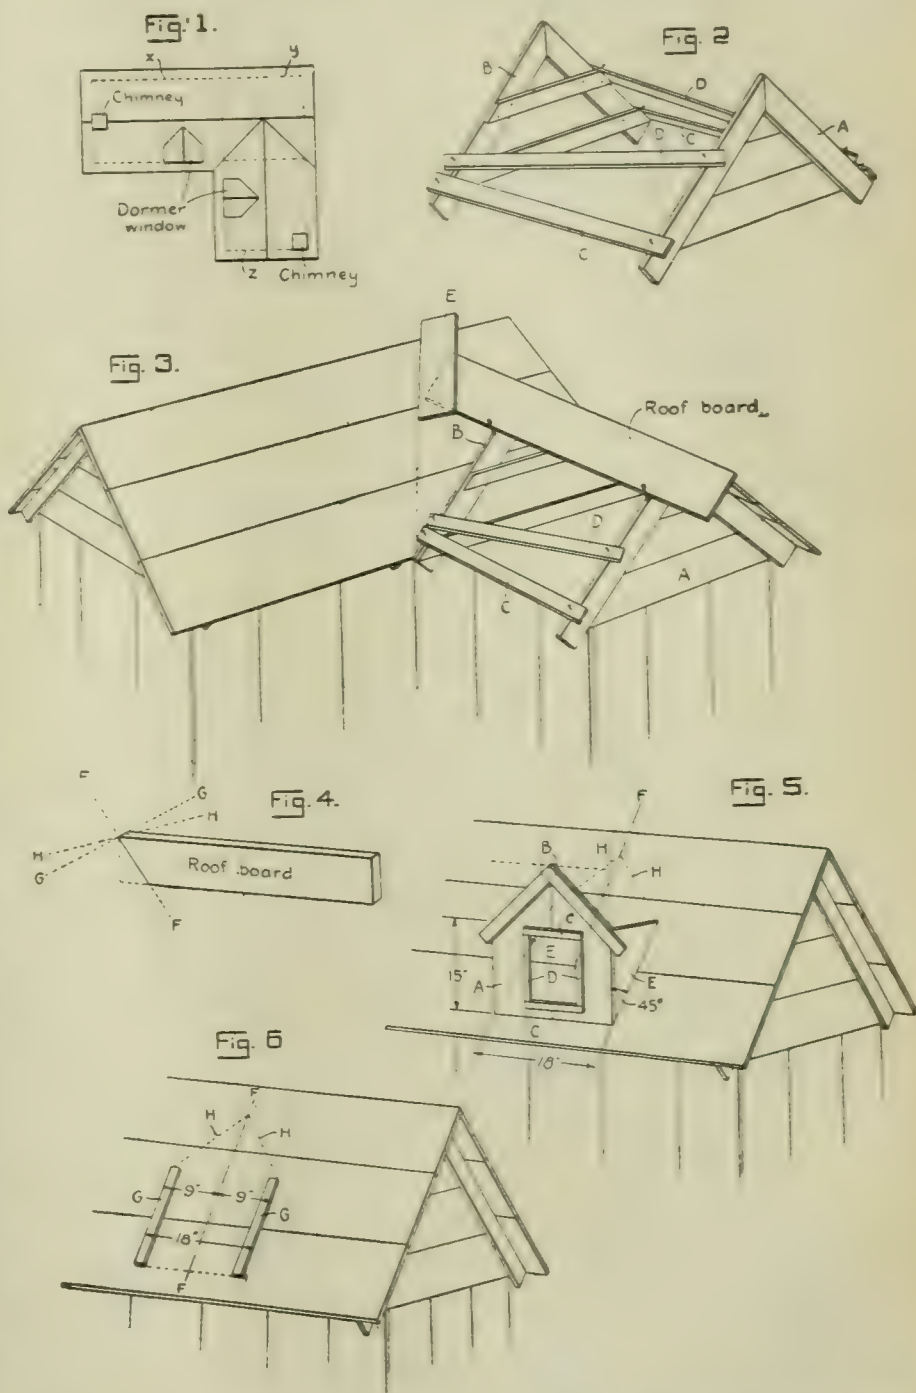 Fig. 1.
x
y
Chimney
Dormer
window
z
Chimney
Fig. 2
B
D
A
D
C
C
Fig. 3.
E
Roof board
B
D
A
C
Fig. 4.
F
G
H
H
G
Roof board
F
Fig. 5.
F
B
H
H
C
E
15"
A
D
E
45°
C
18"
Fig. 6
F
H
H
G
9"
9"
G
18"
F